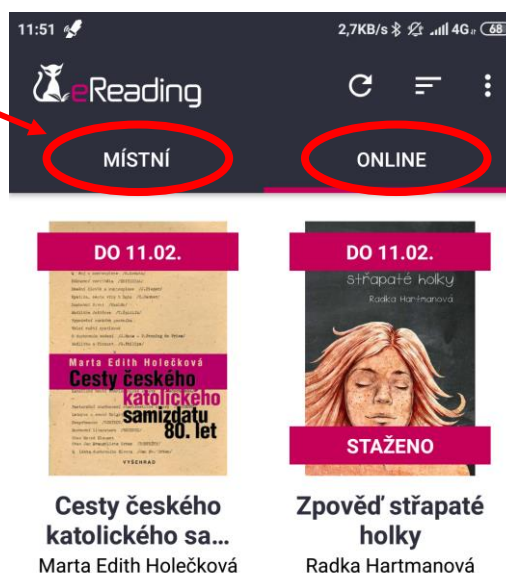 11:51
2,7KB/s 4G 68
eReading
MÍSTNÍ
ONLINE
DO 11.02.
Marta Edith Holečková
Cesty českého
katolického
samizdatu
80. let
VYŠEHRAD
Cesty českého
katolického sa...
Marta Edith Holečková
DO 11.02.
střapaté holky
Radka Hartmanová
STAŽENO
Zpověď střapaté
holky
Radka Hartmanová